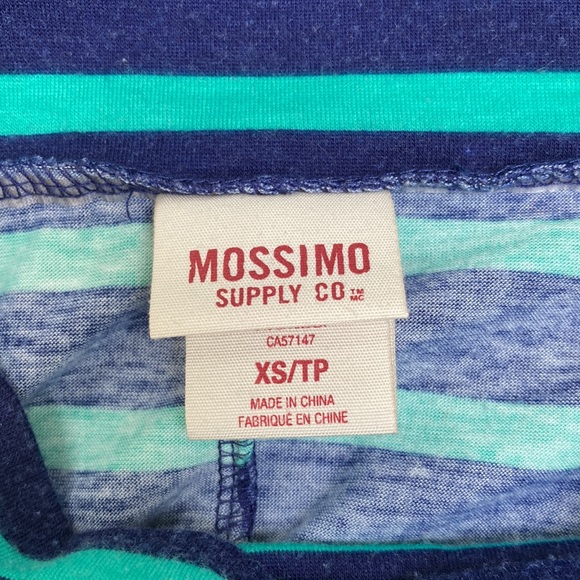 MOSSIMO
SUPPLY CO ™ MC
CA57147
XS/TP
MADE IN CHINA
FABRIQUÉ EN CHINE